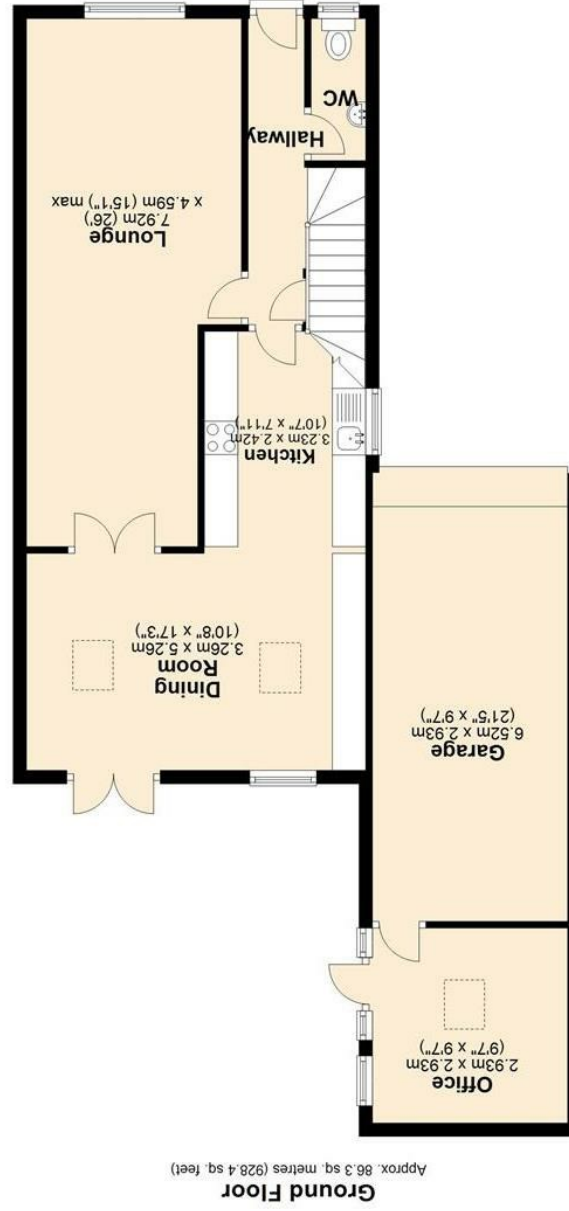 Ground Floor
Approx. 86.3 sq. metres (928.4 sq. feet)
Office
2.93m x 2.93m
(9'7" x 9'7")
Garage
6.52m x 2.93m
(21'5" x 9'7")
Dining
Room
3.26m x 5.26m
(10'8" x 17'3")
Kitchen
3.23m x 2.42m
(10'7" x 7'11")
Lounge
7.92m (26')
x 4.59m (15'1") max
Hallway
WC